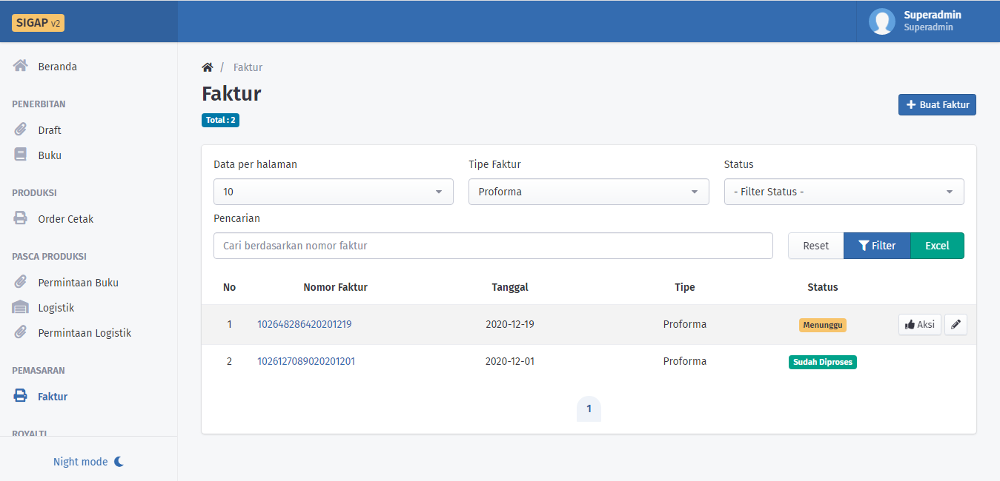 SIGAP v2
Superadmin
Superadmin
Beranda
PENERBITAN
Draft
Buku
PRODUKSI
Order Cetak
PASCA PRODUKSI
Permintaan Buku
Logistik
Permintaan Logistik
PEMASARAN
Faktur
ROYALTI
Night mode
/ Faktur
Faktur
Total : 2
Buat Faktur
Data per halaman Tipe Faktur Status
10 Proforma - Filter Status -
Pencarian
Cari berdasarkan nomor faktur Reset Filter Excel
No Nomor Faktur Tanggal Tipe Status
1 102648286420201219 2020-12-19 Proforma Menunggu Aksi
2 1026127089020201201 2020-12-01 Proforma Sudah Diproses
1